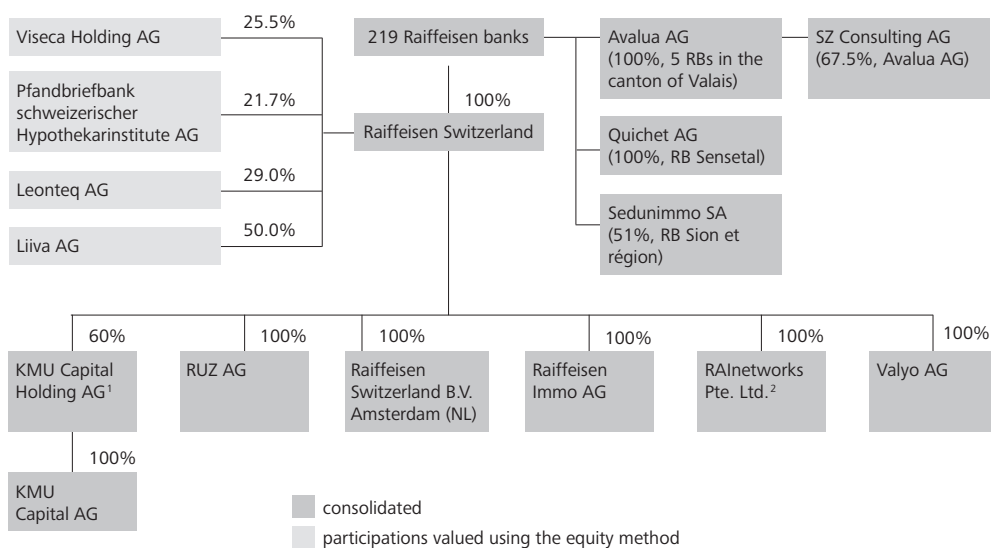 Viseca Holding AG
25.5%
Pfandbriefbank
schweizerischer
Hypothekarinstitute AG
21.7%
Leonteq AG
29.0%
Liiva AG
50.0%
219 Raiffeisen banks
100%
Raiffeisen Switzerland
Avalua AG
(100%, 5 RBs in the
canton of Valais)
SZ Consulting AG
(67.5%, Avalua AG)
Quichet AG
(100%, RB Sensetal)
Sedunimmo SA
(51%, RB Sion et
région)
60%
KMU Capital
Holding AG¹
100%
KMU
Capital AG
100%
RUZ AG
100%
Raiffeisen
Switzerland B.V.
Amsterdam (NL)
100%
Raiffeisen
Immo AG
100%
RAInetworks
Pte. Ltd.²
100%
Valyo AG
consolidated
participations valued using the equity method